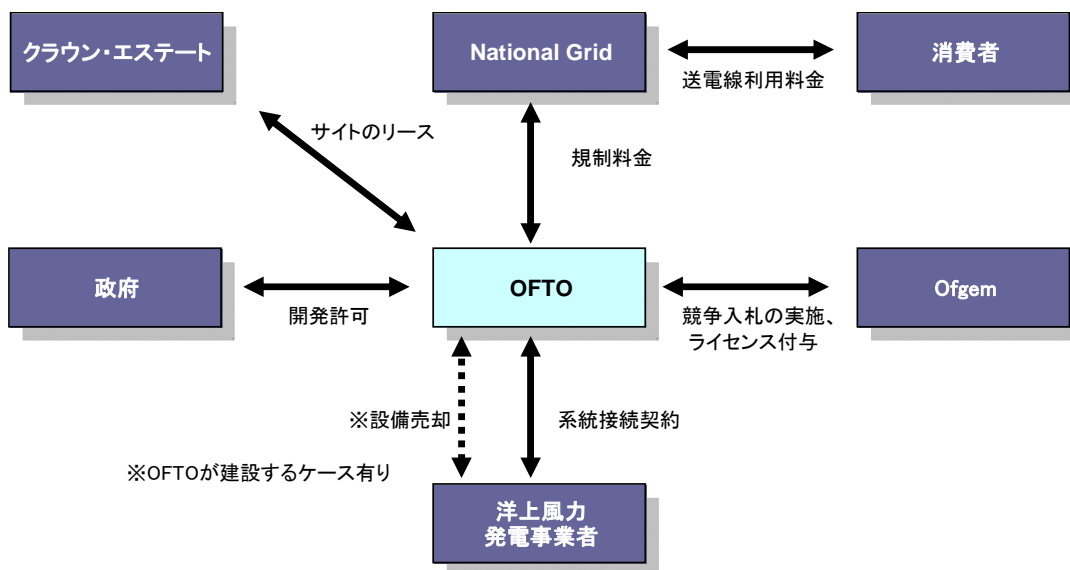 クラウン・エステート
National Grid
消費者
送電線利用料金
サイトのリース
規制料金
政府
OFTO
Ofgem
開発許可
競争入札の実施、
ライセンス付与
※設備売却
系統接続契約
※OFTOが建設するケース有り
洋上風力
発電事業者